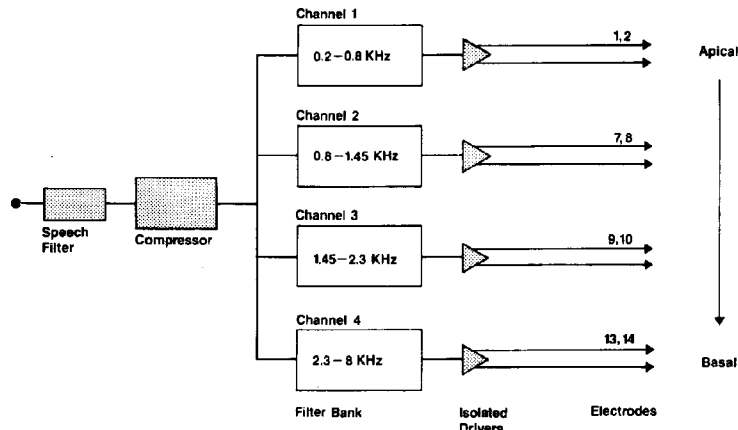 Channel 1
0.2–0.8 KHz
1,2
Apical
Channel 2
0.8–1.45 KHz
7,8
Speech
Filter
Compressor
Channel 3
1.45–2.3 KHz
9,10
Channel 4
2.3–8 KHz
13,14
Basal
Filter Bank
Isolated
Drivers
Electrodes